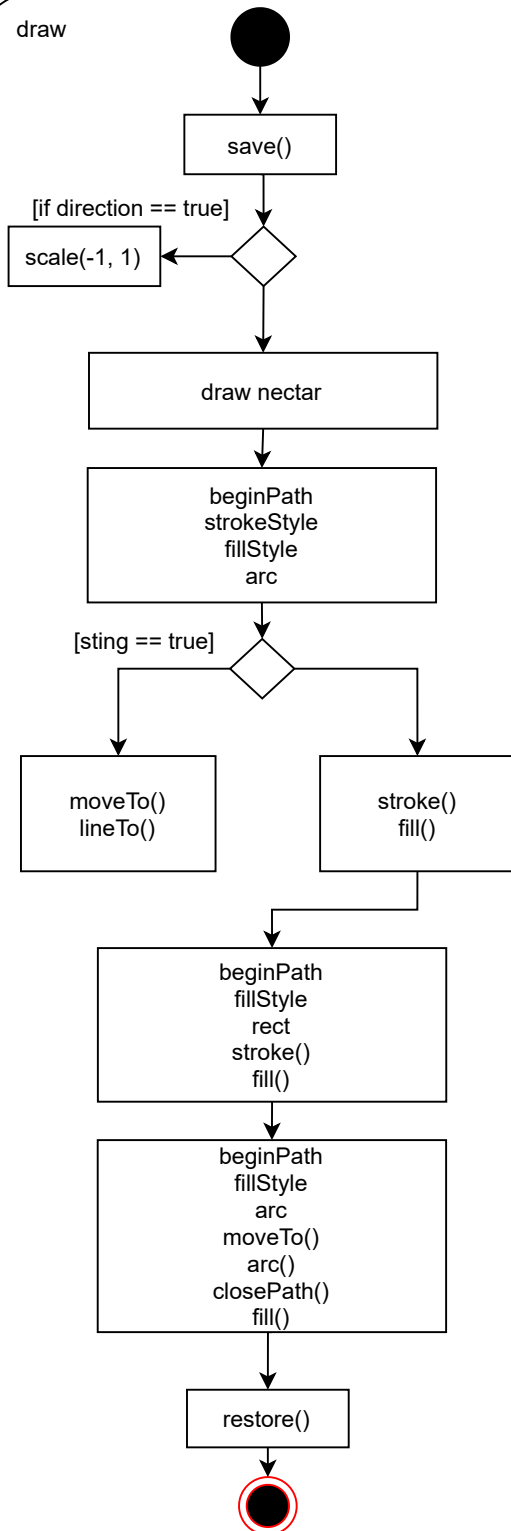 draw
save()
[if direction == true]
scale(-1, 1)
draw nectar
beginPath
strokeStyle
fillStyle
arc
[sting == true]
moveTo()
lineTo()
stroke()
fill()
beginPath
fillStyle
rect
stroke()
fill()
beginPath
fillStyle
arc
moveTo()
arc()
closePath()
fill()
restore()